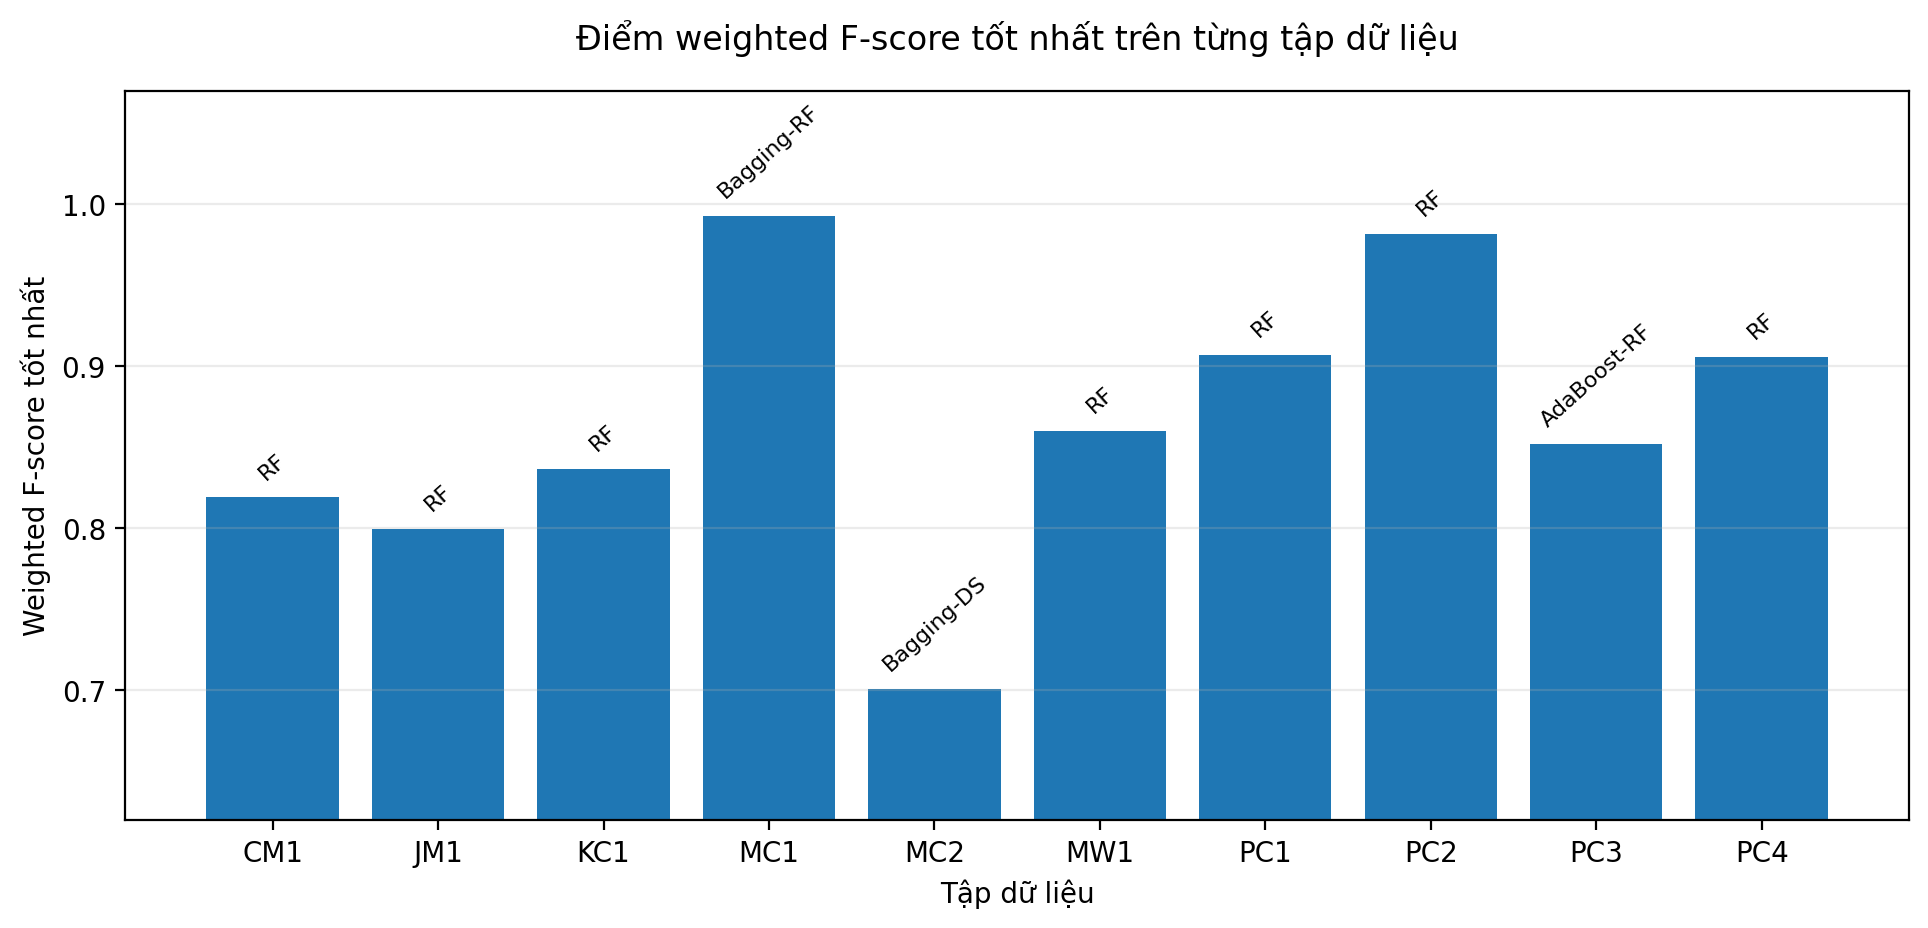 Điểm weighted F-score tốt nhất trên từng tập dữ liệu
Weighted F-score tốt nhất
1.0
0.9
0.8
0.7
RF
RF
RF
Bagging-RF
Bagging-DS
RF
RF
RF
AdaBoost-RF
RF
CM1 JM1 KC1 MC1 MC2 MW1 PC1 PC2 PC3 PC4
Tập dữ liệu